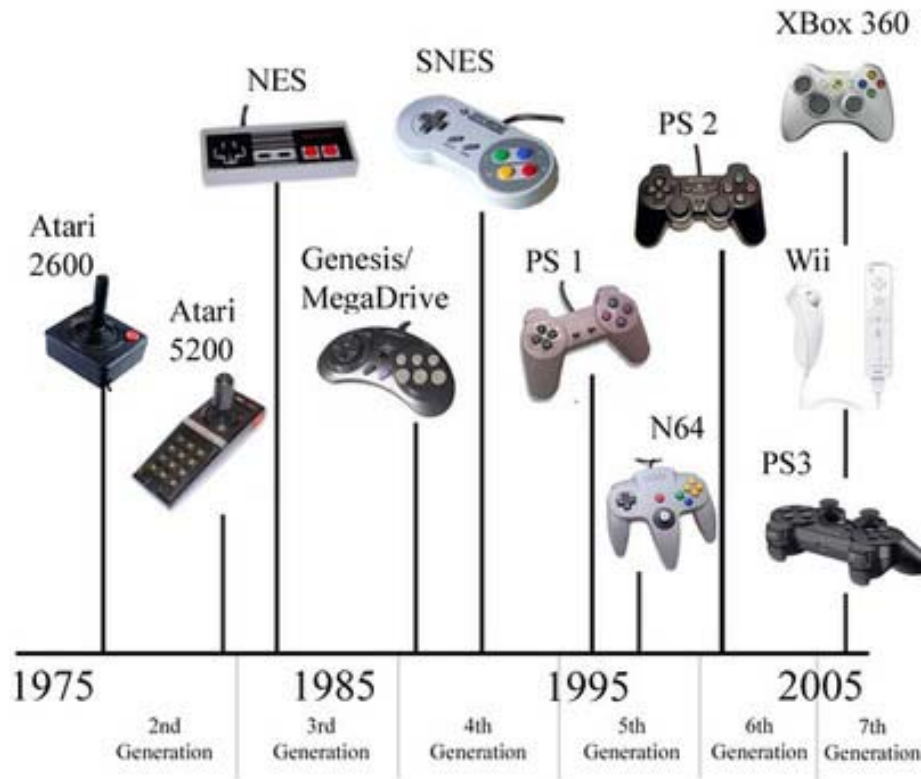 XBox 360
NES
SNES
PS 2
Atari
2600
Genesis/
MegaDrive
PS 1
Wii
Atari
5200
N64
PS3
1975
1985
1995
2005
2nd
Generation
3rd
Generation
4th
Generation
5th
Generation
6th
Generation
7th
Generation